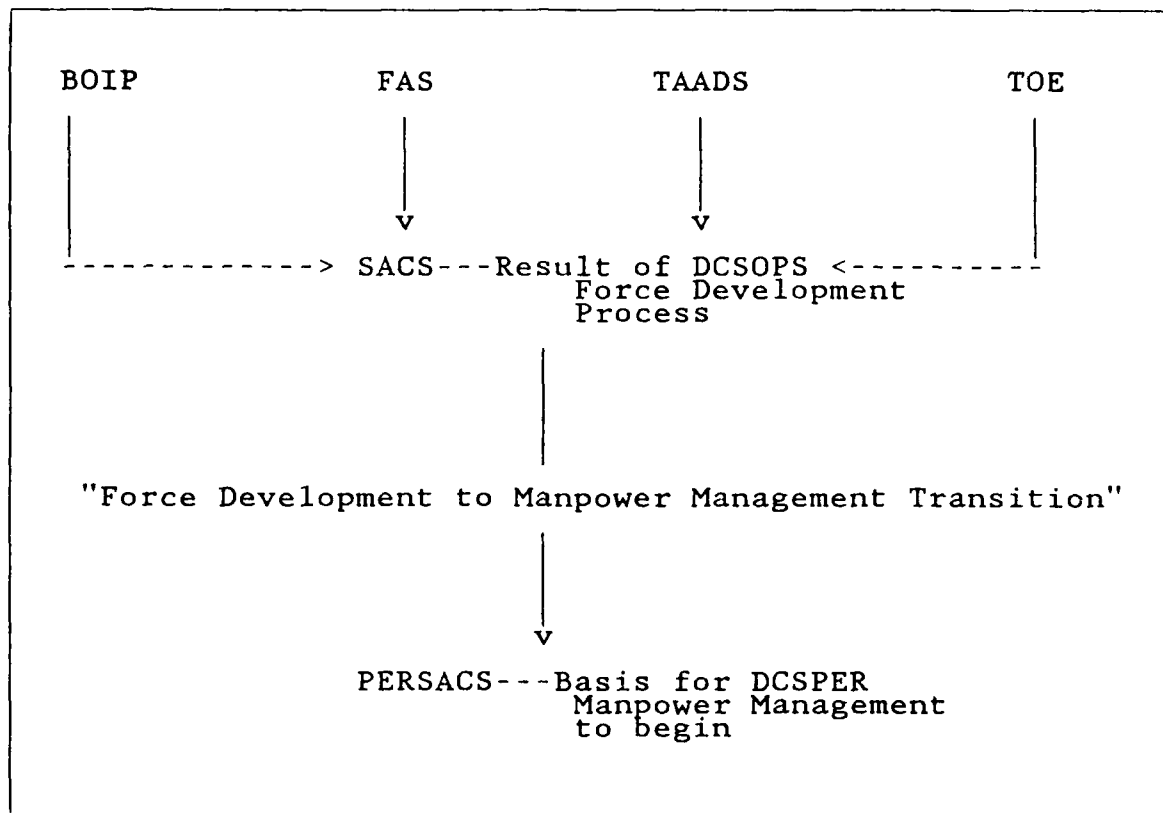 BOIP FAS TAADS TOE
v v
-------------> SACS---Result of DCSOPS <----------
Force Development
Process
"Force Development to Manpower Management Transition"
v
PERSACS---Basis for DCSPER
Manpower Management
to begin